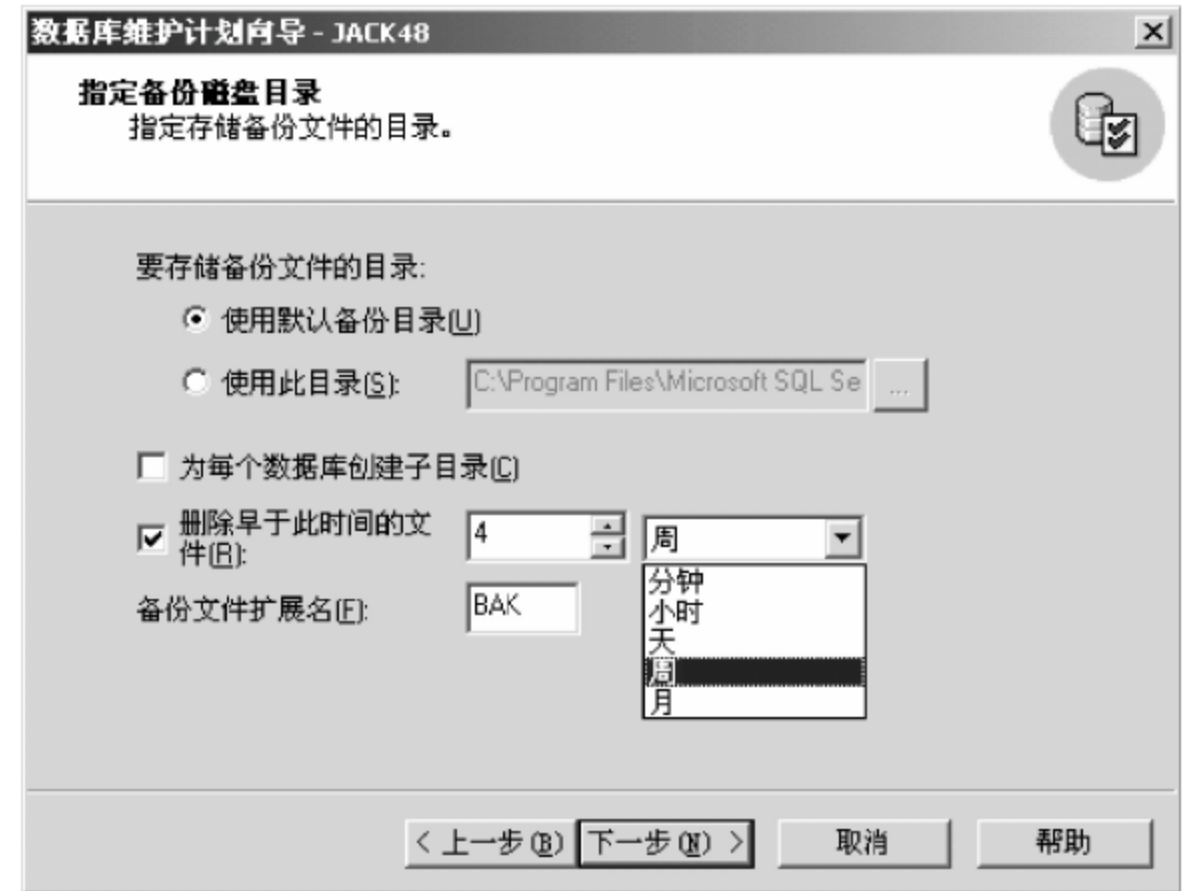 数据库维护计划向导 - JACK48
指定备份磁盘目录
指定存储备份文件的目录。
要存储备份文件的目录:
使用默认备份目录(U)
使用此目录(S):
C:\Program Files\Microsoft SQL Se
...
为每个数据库创建子目录(C)
删除早于此时间的文
件(R):
4
周
备份文件扩展名(F):
BAK
分钟
小时
天
周
月
< 上一步(B)
下一步(N) >
取消
帮助